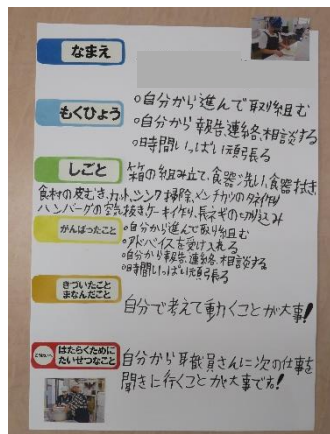 なまえ
もくひょう
○自分から進んで取り組む
○自分から報告、連絡、相談する
○時間いっぱい頑張る
しごと
箱の組み立て、食器洗い、食器拭き、
食材の皮むき、カット、シンク掃除、メンチカツのタネ作り
ハンバーグの空気抜き、ケーキ作り、長ネギの切り込み
がんばったこと
○自分から進んで取り組む
○アドバイスを受け入れる
○自分から報告、連絡、相談する
○時間いっぱい頑張る
きづいたこと
まなんだこと
自分で考えて動くことが大事!
はたらくために
たいせつなこと
自分から職員さんに次の仕事を
聞きに行くことが大事です!